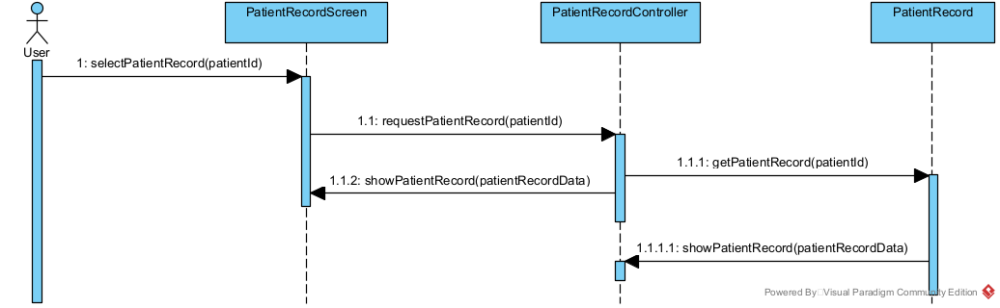 PatientRecordScreen
PatientRecordController
PatientRecord
User
1: selectPatientRecord(patientId)
1.1: requestPatientRecord(patientId)
1.1.1: getPatientRecord(patientId)
1.1.2: showPatientRecord(patientRecordData)
1.1.1.1: showPatientRecord(patientRecordData)
Powered By Visual Paradigm Community Edition